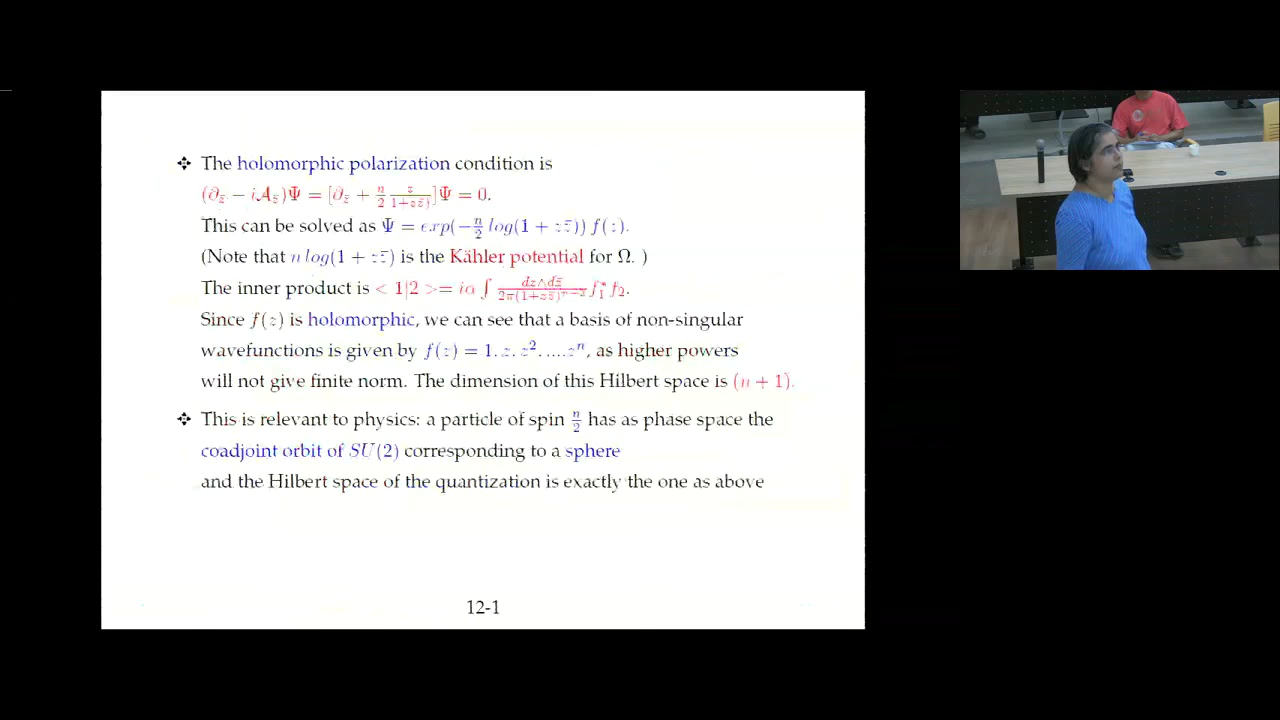 ❖ The holomorphic polarization condition is
(∂_z̄ − iA_z̄)Ψ = [∂_z̄ + n/2 z/(1+zz̄)]Ψ = 0.
This can be solved as Ψ = exp(−n/2 log(1 + zz̄)) f(z).
(Note that n log(1 + zz̄) is the Kähler potential for Ω. )
The inner product is < 1|2 >= iα ∫ dz∧dz̄ f₁* f₂.
Since f(z) is holomorphic, we can see that a basis of non-singular
wavefunctions is given by f(z) = 1, z, z², ....zⁿ, as higher powers
will not give finite norm. The dimension of this Hilbert space is (n + 1).
❖ This is relevant to physics: a particle of spin n/2 has as phase space the
coadjoint orbit of SU(2) corresponding to a sphere
and the Hilbert space of the quantization is exactly the one as above
12-1